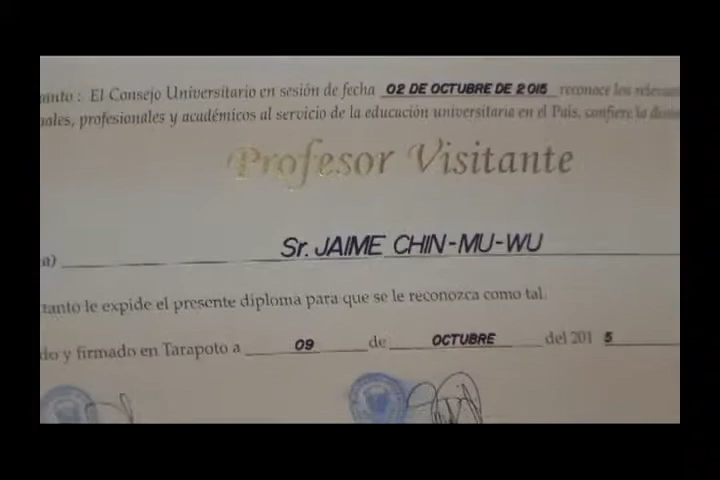 : El Consejo Universitario en sesión de fecha 02 DE OCTUBRE DE 2015 reconoce los
profesionales y académicos al servicio de la educación universitaria en el País, confiere la
Profesor Visitante
Sr. JAIME CHIN-MU-WU
tanto le expide el presente diploma para que se le reconozca como tal.
do y firmado en Tarapoto a 09 de OCTUBRE del 2015